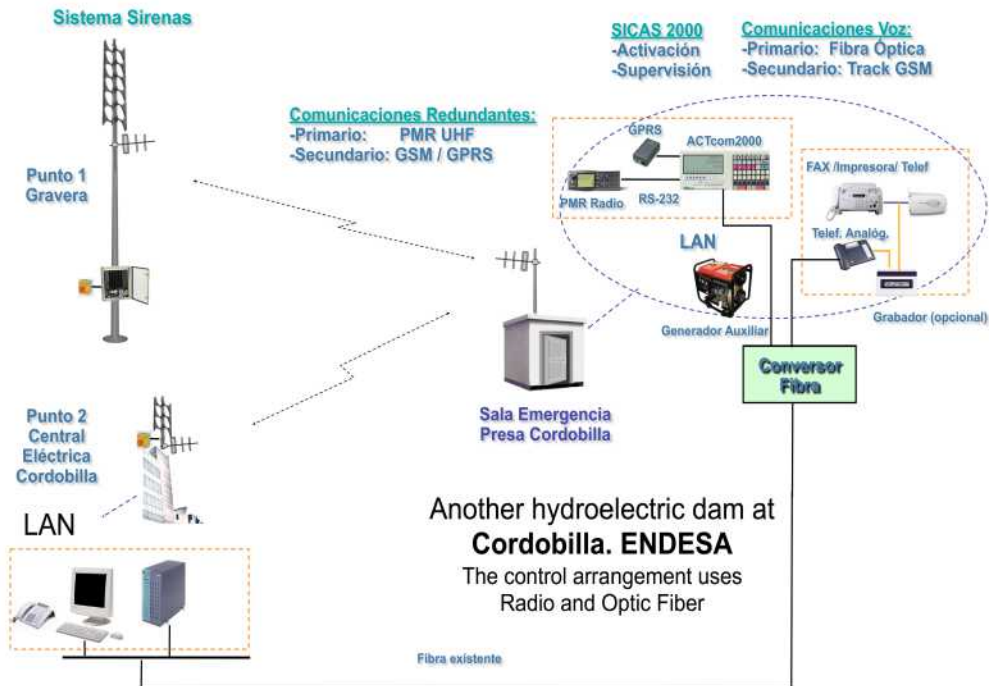 Sistema Sirenas
SICAS 2000
-Activación
-Supervisión
Comunicaciones Voz:
-Primario: Fibra Óptica
-Secundario: Track GSM
Comunicaciones Redundantes:
-Primario: PMR UHF
-Secundario: GSM / GPRS
GPRS
ACTcom2000
PMR Radio
RS-232
FAX /Impresora/ Telef
Telef. Analóg.
Grabador (opcional)
LAN
Generador Auxiliar
Punto 1
Gravera
Conversor
Fibra
Sala Emergencia
Presa Cordobilla
Punto 2
Central
Eléctrica
Cordobilla
LAN
Another hydroelectric dam at
Cordobilla. ENDESA
The control arrangement uses
Radio and Optic Fiber
Fibra existente